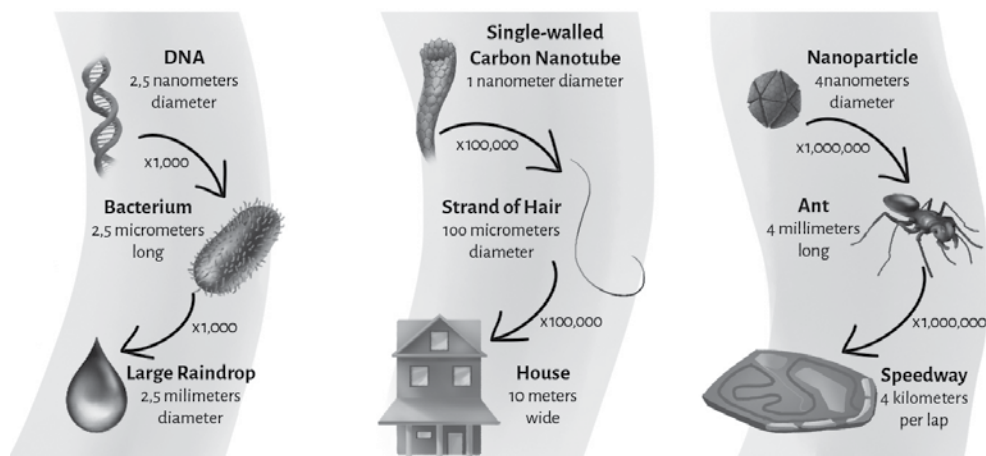 DNA
2,5 nanometers
diameter
x1,000
Bacterium
2,5 micrometers
long
x1,000
Large Raindrop
2,5 milimeters
diameter
Single-walled
Carbon Nanotube
1 nanometer diameter
x100,000
Strand of Hair
100 micrometers
diameter
x100,000
House
10 meters
wide
Nanoparticle
4nanometers
diameter
x1,000,000
Ant
4 millimeters
long
x1,000,000
Speedway
4 kilometers
per lap